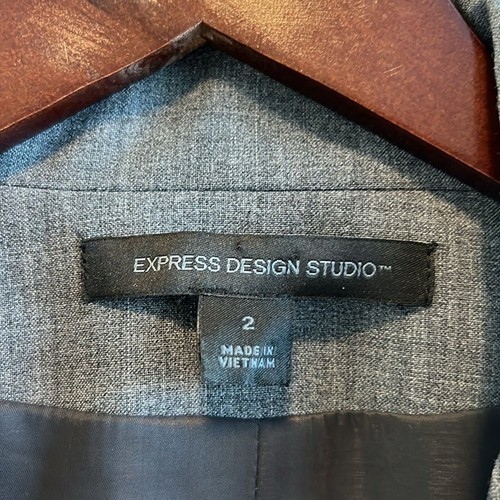 EXPRESS DESIGN STUDIO™
2
MADE IN
VIETNAM